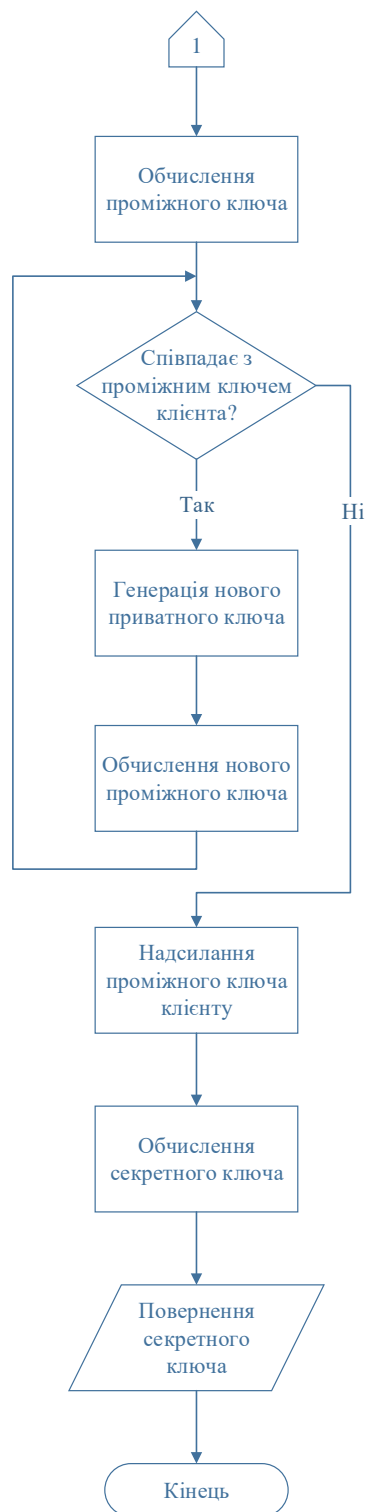 1
Обчислення
проміжного ключа
Співпадає з
проміжним ключем
клієнта?
Так
Ні
Генерація нового
приватного ключа
Обчислення нового
проміжного ключа
Надсилання
проміжного ключа
клієнту
Обчислення
секретного ключа
Повернення
секретного
ключа
Кінець